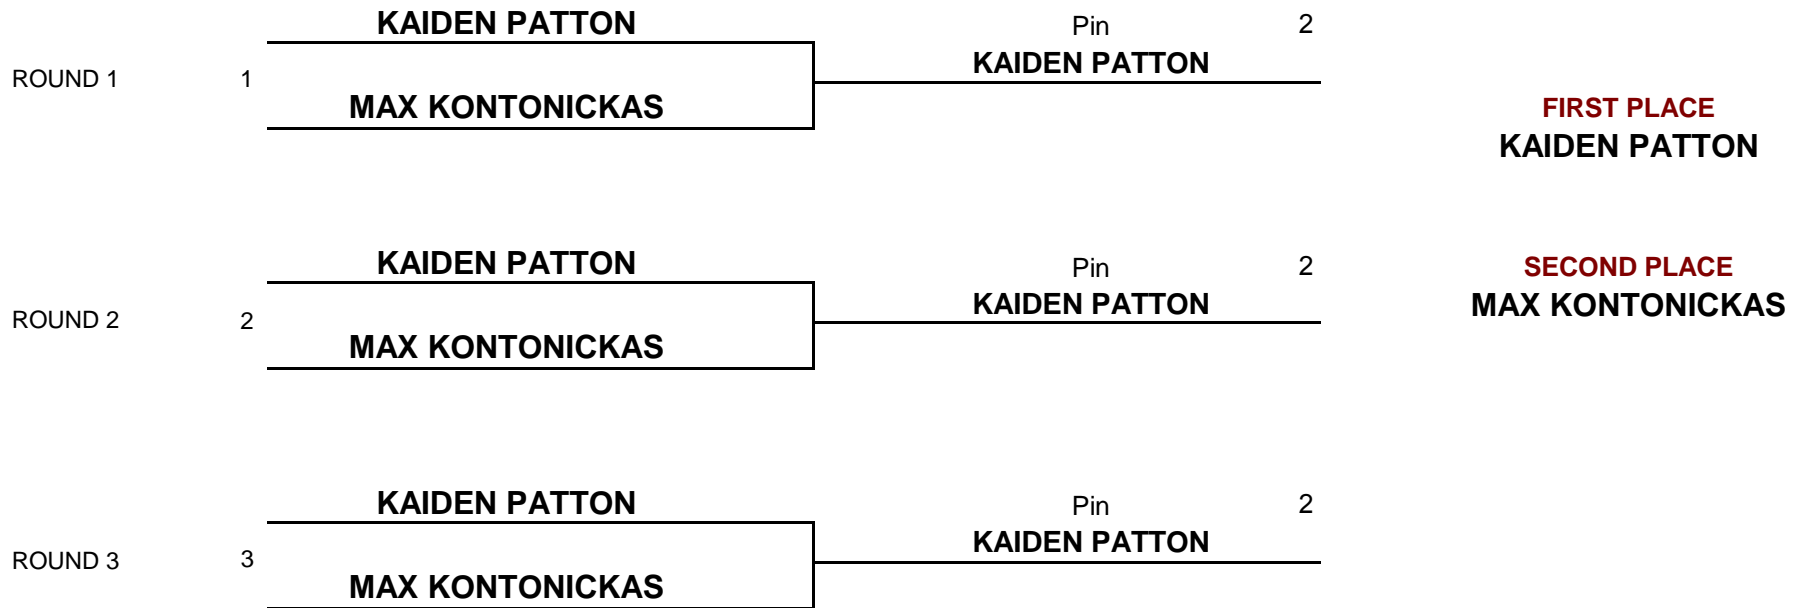 KAIDEN PATTON
Pin 2
KAIDEN PATTON
ROUND 1 1
MAX KONTONICKAS
FIRST PLACE
KAIDEN PATTON
KAIDEN PATTON
Pin 2
SECOND PLACE
KAIDEN PATTON
MAX KONTONICKAS
ROUND 2 2
MAX KONTONICKAS
KAIDEN PATTON
Pin 2
KAIDEN PATTON
ROUND 3 3
MAX KONTONICKAS